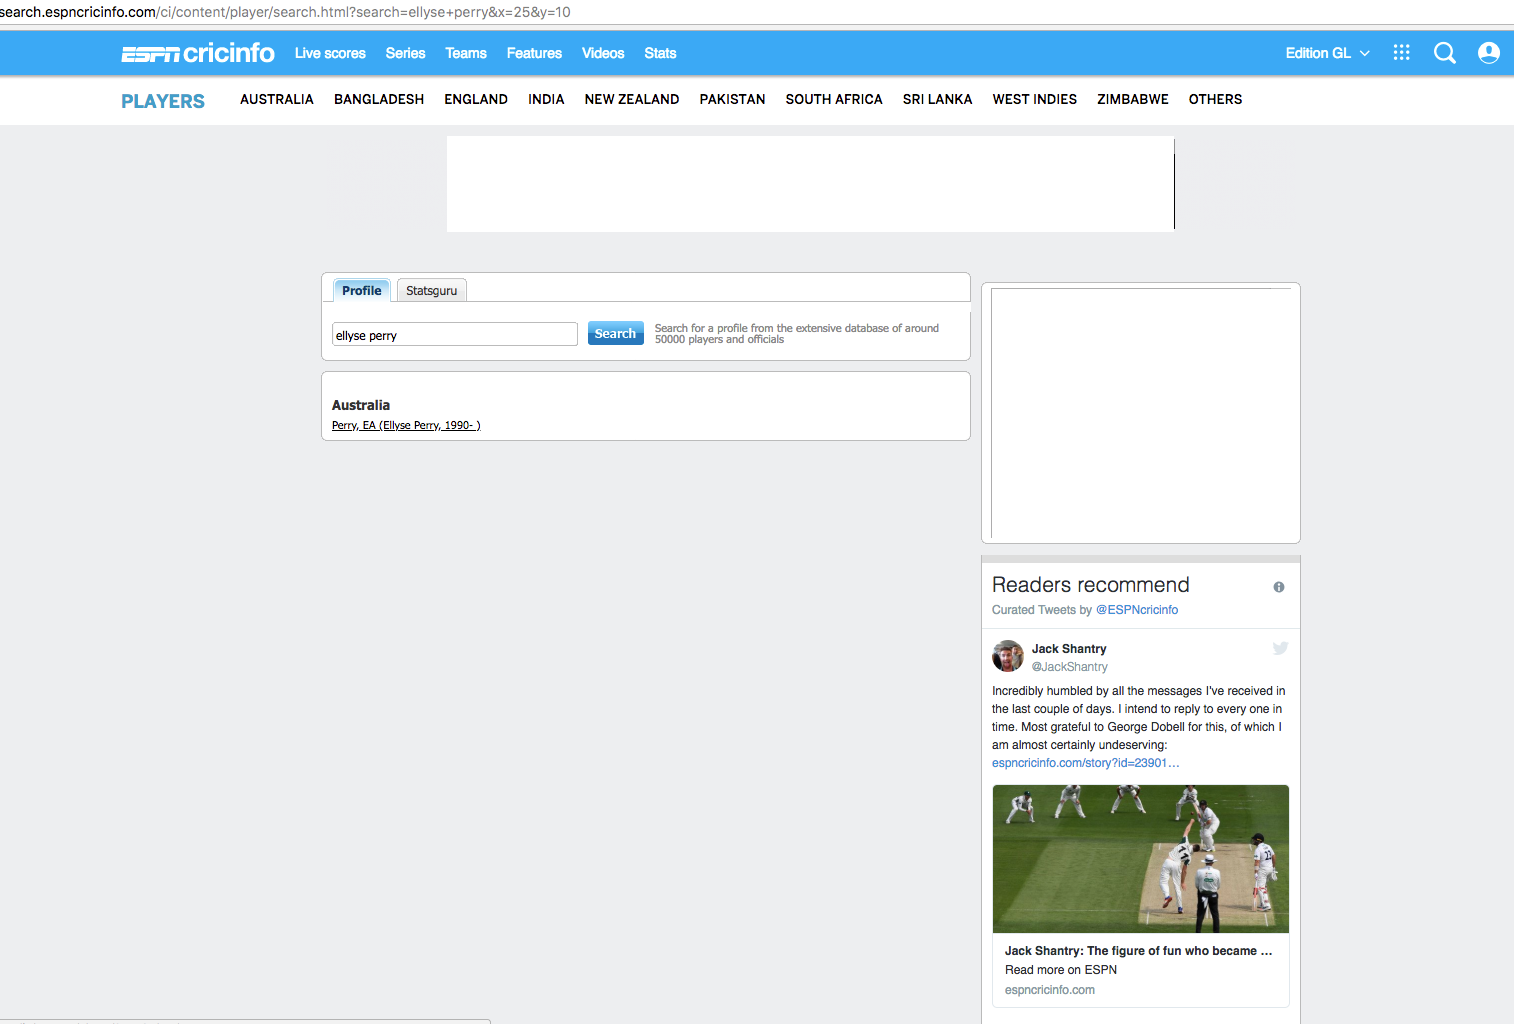 search.espncricinfo.com/ci/content/player/search.html?search=ellyse+perry&x=25&y=10
ESPN cricinfo Live scores Series Teams Features Videos Stats Edition GL
PLAYERS AUSTRALIA BANGLADESH ENGLAND INDIA NEW ZEALAND PAKISTAN SOUTH AFRICA SRI LANKA WEST INDIES ZIMBABWE OTHERS
Profile Statsguru
ellyse perry Search
Search for a profile from the extensive database of around
50000 players and officials
Australia
Perry, EA (Ellyse Perry, 1990- )
Readers recommend
Curated Tweets by @ESPNcricinfo
Jack Shantry
@JackShantry
Incredibly humbled by all the messages I've received in
the last couple of days. I intend to reply to every one in
time. Most grateful to George Dobell for this, of which I
am almost certainly undeserving:
espncricinfo.com/story?id=23901…
Jack Shantry: The figure of fun who became ...
Read more on ESPN
espncricinfo.com